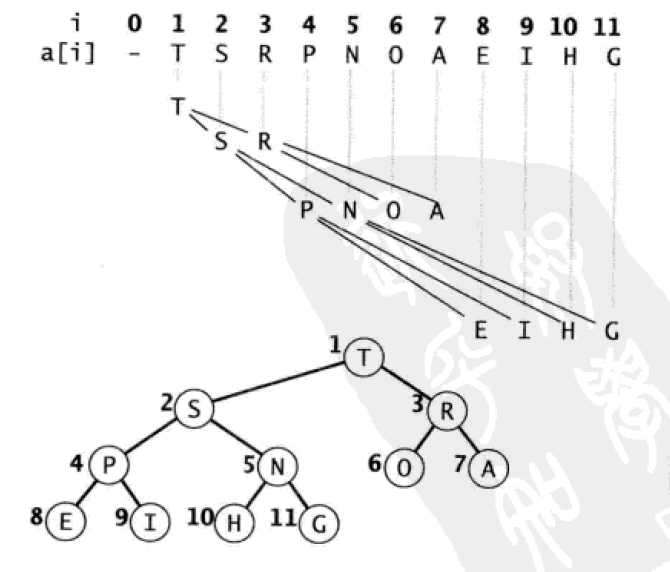 i 0 1 2 3 4 5 6 7 8 9 10 11
a[i] - T S R P N O A E I H G
T
S R
P N O A
E I H G
1 T
2 S 3 R
4 P 5 N 6 O 7 A
8 E 9 I 10 H 11 G